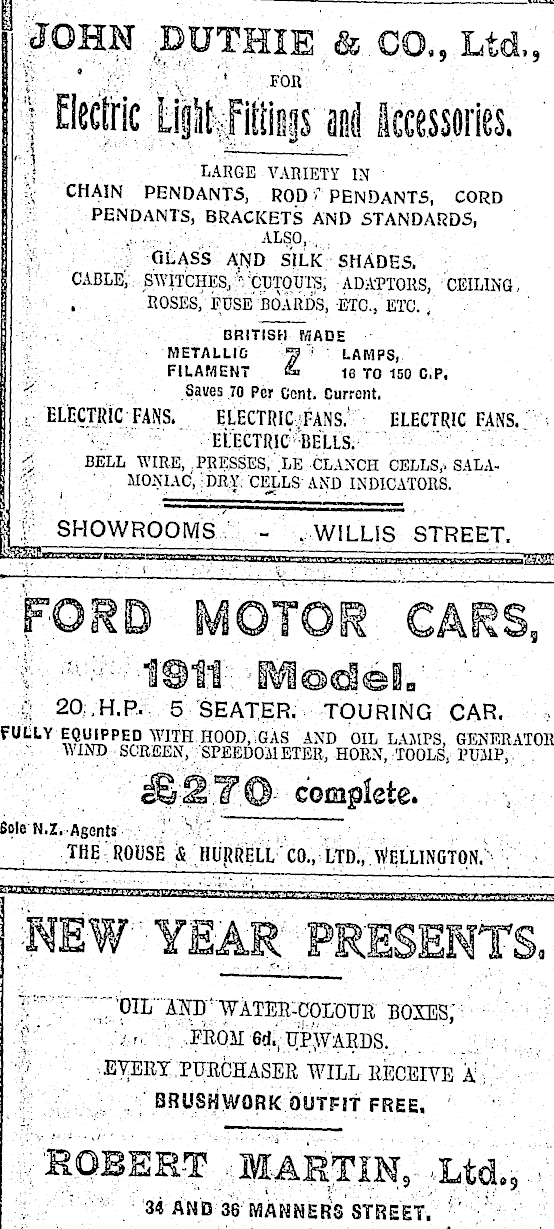 JOHN DUTHIE & CO., Ltd.,
FOR
Electric Light Fittings and Accessories.
LARGE VARIETY IN
CHAIN PENDANTS, ROD PENDANTS, CORD
PENDANTS, BRACKETS AND STANDARDS,
ALSO,
GLASS AND SILK SHADES.
CABLE, SWITCHES, CUTOUTS, ADAPTORS, CEILING
ROSES, FUSE BOARDS, ETC., ETC.
BRITISH MADE
METALLIC Z LAMPS,
FILAMENT 16 TO 150 C.P.
Saves 70 Per Cent. Current.
ELECTRIC FANS. ELECTRIC FANS. ELECTRIC FANS.
ELECTRIC BELLS.
BELL WIRE, PRESSES, LE CLANCH CELLS, SALA-
MONIAC, DRY CELLS AND INDICATORS.
SHOWROOMS - WILLIS STREET.
FORD MOTOR CARS,
1911 Model.
20 H.P. 5 SEATER. TOURING CAR.
FULLY EQUIPPED WITH HOOD, GAS AND OIL LAMPS, GENERATOR
WIND SCREEN, SPEEDOMETER, HORN, TOOLS, PUMP,
£270 complete.
Sole N.Z. Agents
THE ROUSE & HURRELL CO., LTD., WELLINGTON.
NEW YEAR PRESENTS.
OIL AND WATER-COLOUR BOXES,
FROM 6d. UPWARDS.
EVERY PURCHASER WILL RECEIVE A
BRUSHWORK OUTFIT FREE.
ROBERT MARTIN, Ltd.,
34 AND 36 MANNERS STREET.